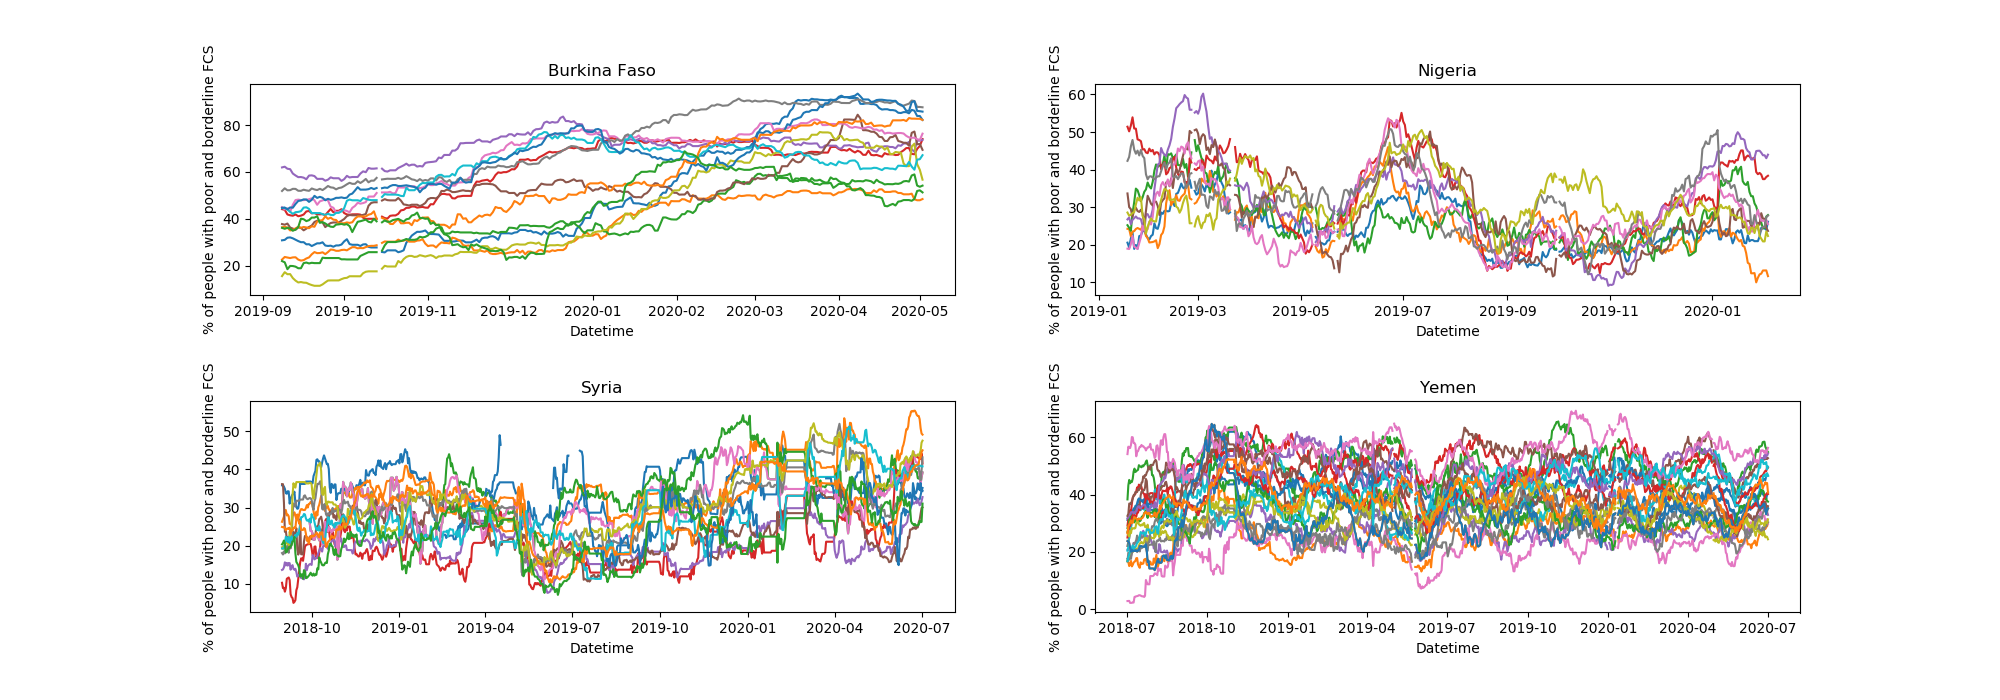 Burkina Faso
% of people with poor and borderline FCS
80
60
40
20
2019-09 2019-10 2019-11 2019-12 2020-01 2020-02 2020-03 2020-04 2020-05
Datetime
Nigeria
% of people with poor and borderline FCS
60
50
40
30
20
10
2019-01 2019-03 2019-05 2019-07 2019-09 2019-11 2020-01
Datetime
Syria
% of people with poor and borderline FCS
50
40
30
20
10
2018-10 2019-01 2019-04 2019-07 2019-10 2020-01 2020-04 2020-07
Datetime
Yemen
% of people with poor and borderline FCS
60
40
20
0
2018-07 2018-10 2019-01 2019-04 2019-07 2019-10 2020-01 2020-04 2020-07
Datetime